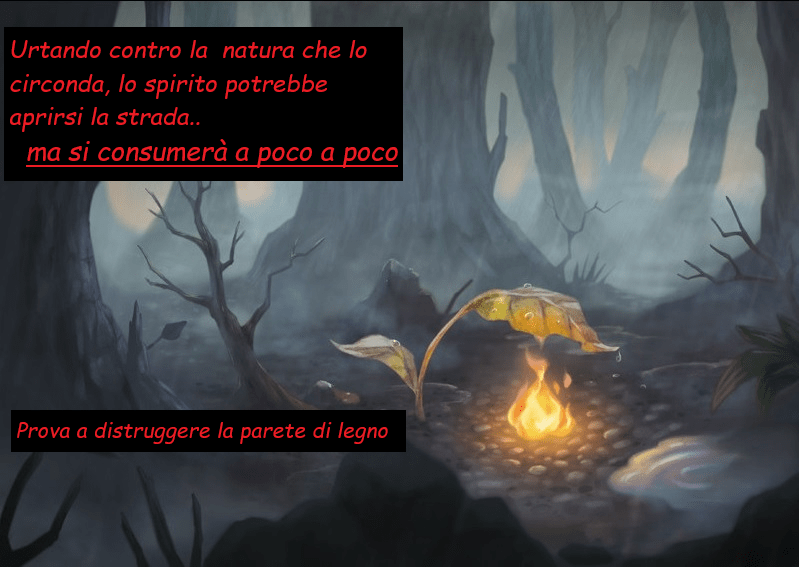 Urtando contro la  natura che lo
circonda, lo spirito potrebbe
aprirsi la strada..
ma si consumerà a poco a poco
Prova a distruggere la parete di legno